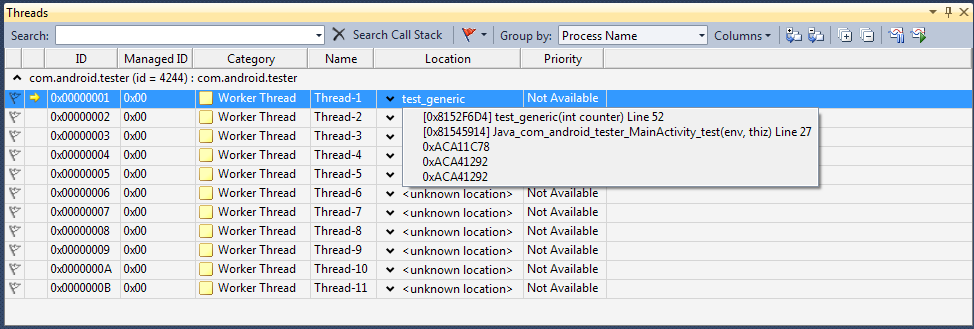 Threads
Search: Search Call Stack Group by: Process Name Columns
ID Managed ID Category Name Location Priority
com.android.tester (id = 4244) : com.android.tester
0x00000001 0x00 Worker Thread Thread-1 test_generic Not Available
0x00000002 0x00 Worker Thread Thread-2
[0x8152F6D4] test_generic(int counter) Line 52
0x00000003 0x00 Worker Thread Thread-3
[0x81545914] Java_com_android_tester_MainActivity_test(env, thiz) Line 27
0xACA11C78
0x00000004 0x00 Worker Thread Thread-4
0xACA41292
0x00000005 0x00 Worker Thread Thread-5
0xACA41292
0x00000006 0x00 Worker Thread Thread-6 <unknown location> Not Available
0x00000007 0x00 Worker Thread Thread-7 <unknown location> Not Available
0x00000008 0x00 Worker Thread Thread-8 <unknown location> Not Available
0x00000009 0x00 Worker Thread Thread-9 <unknown location> Not Available
0x0000000A 0x00 Worker Thread Thread-10 <unknown location> Not Available
0x0000000B 0x00 Worker Thread Thread-11 <unknown location> Not Available